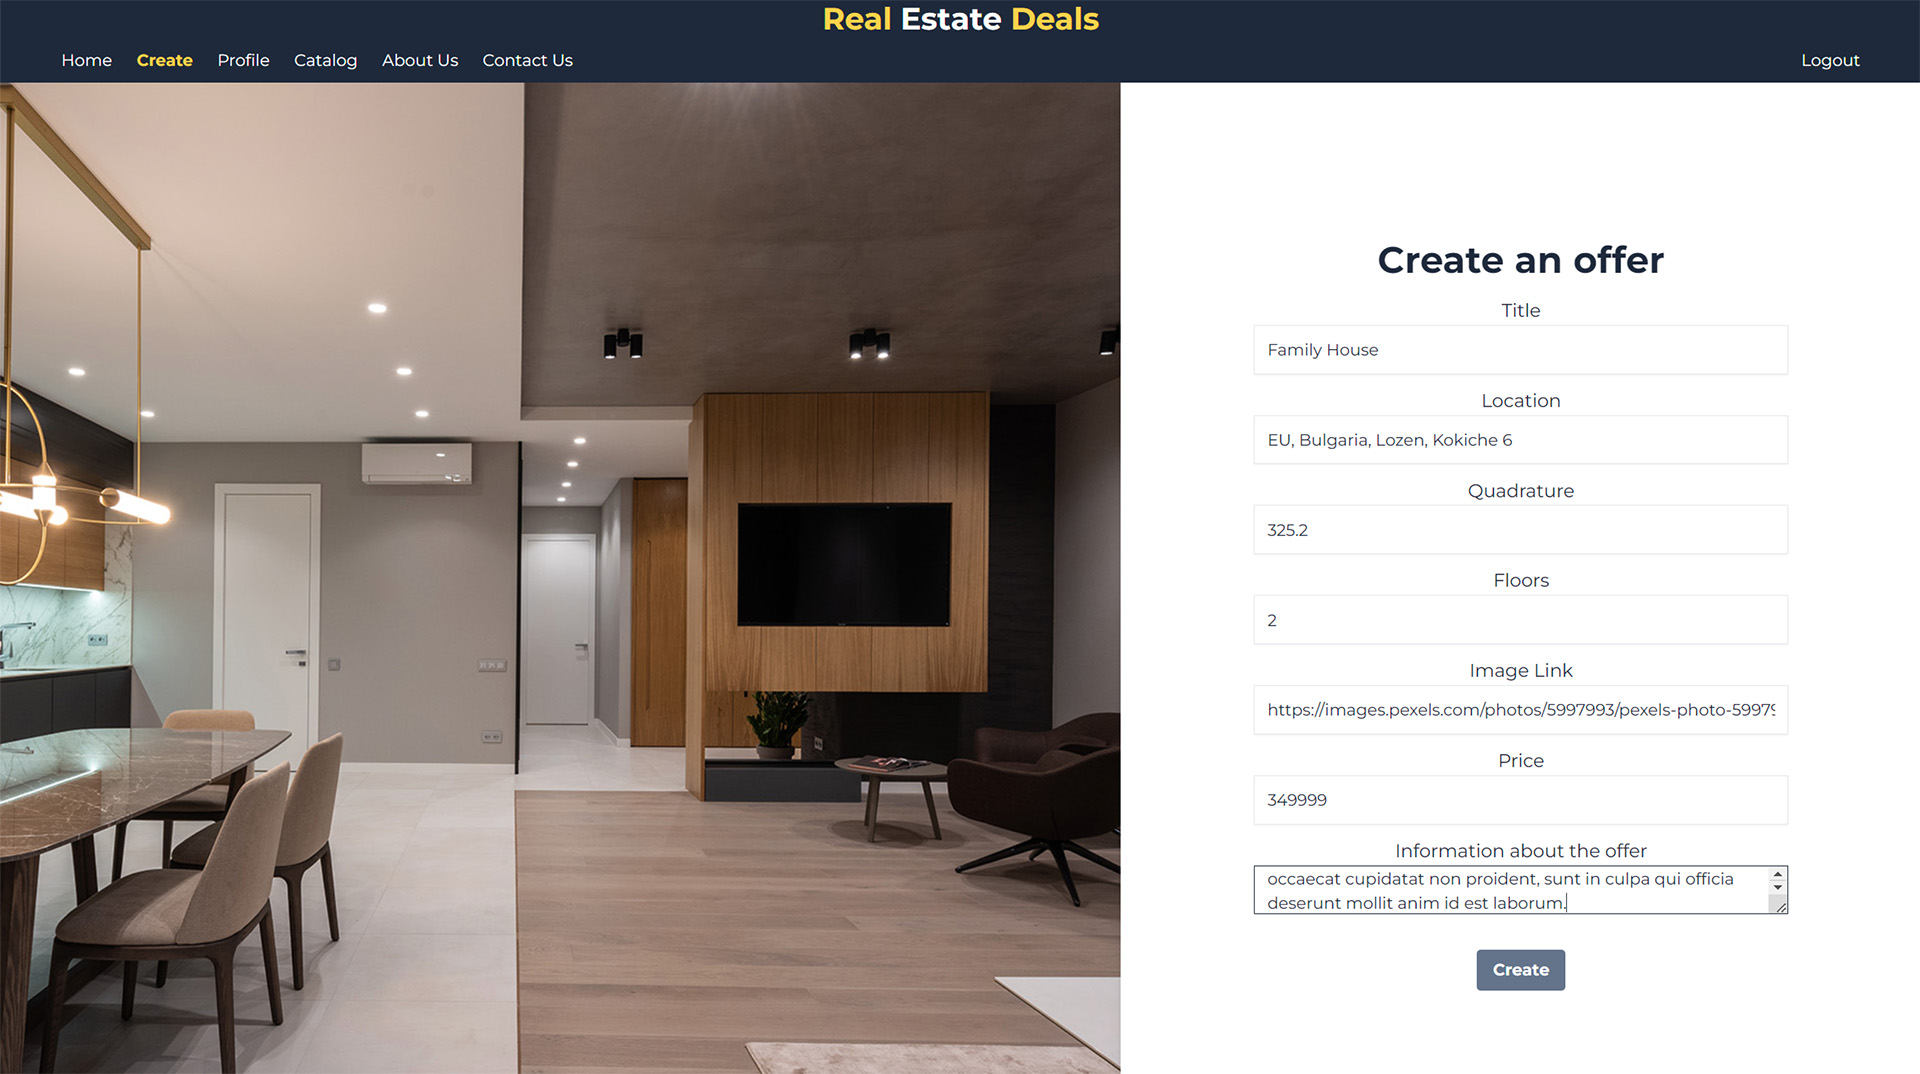 Real Estate Deals
Home Create Profile Catalog About Us Contact Us Logout
Create an offer
Title
Family House
Location
EU, Bulgaria, Lozen, Kokiche 6
Quadrature
325.2
Floors
2
Image Link
https://images.pexels.com/photos/5997993/pexels-photo-59979
Price
349999
Information about the offer
occaecat cupidatat non proident, sunt in culpa qui officia
deserunt mollit anim id est laborum.
Create